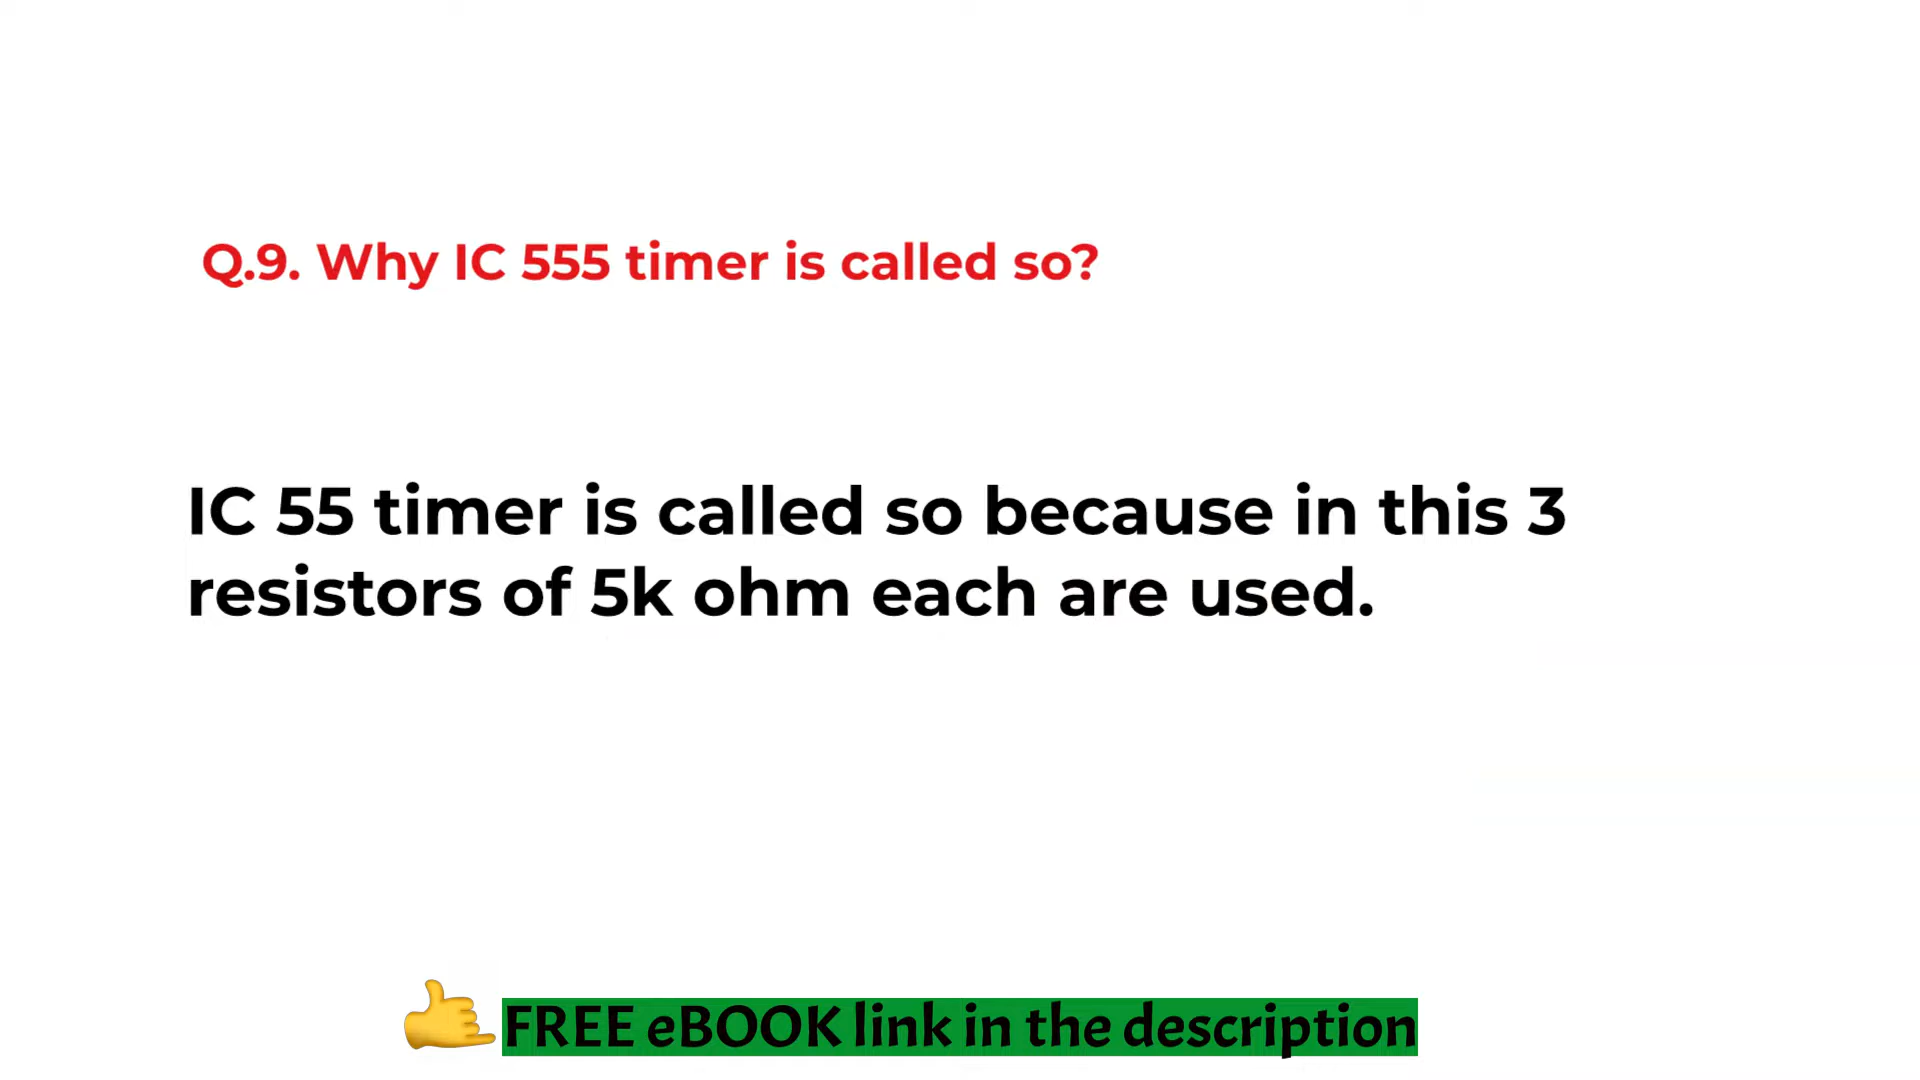 Q.9. Why IC 555 timer is called so?
IC 55 timer is called so because in this 3
resistors of 5k ohm each are used.
FREE eBOOK link in the description